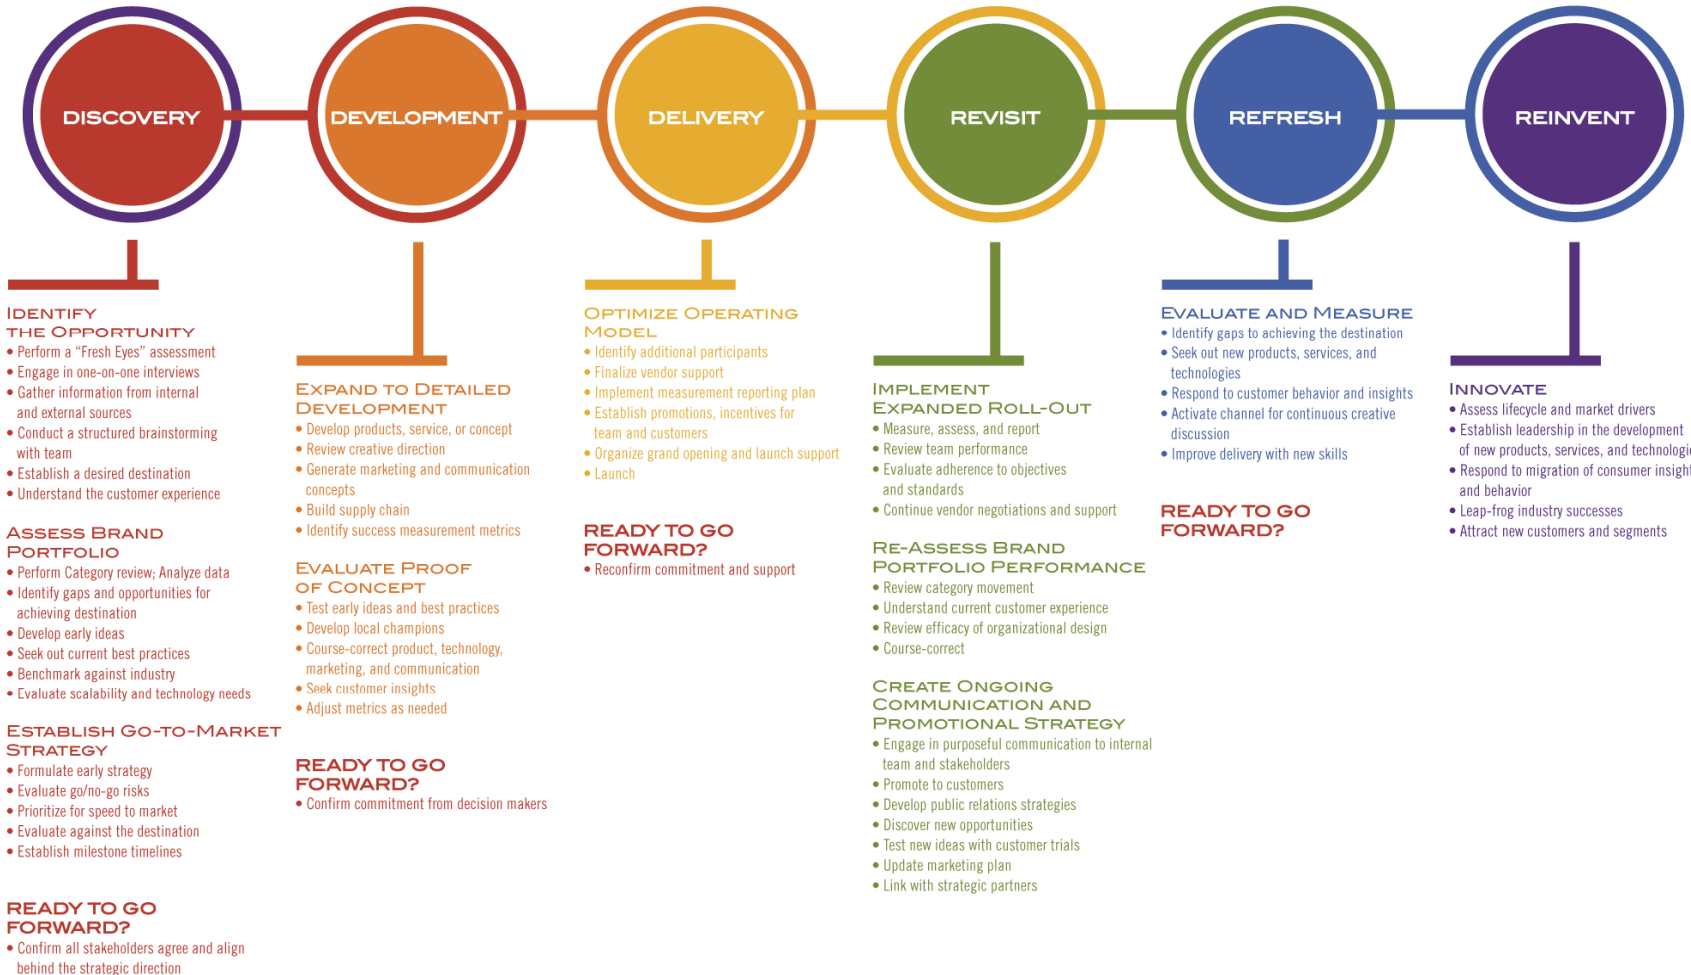 DISCOVERY
DEVELOPMENT
DELIVERY
REVISIT
REFRESH
REINVENT
IDENTIFY
THE OPPORTUNITY
• Perform a “Fresh Eyes” assessment
• Engage in one-on-one interviews
• Gather information from internal
and external sources
• Conduct a structured brainstorming
with team
• Establish a desired destination
• Understand the customer experience
ASSESS BRAND
PORTFOLIO
• Perform Category review; Analyze data
• Identify gaps and opportunities for
achieving destination
• Develop early ideas
• Seek out current best practices
• Benchmark against industry
• Evaluate scalability and technology needs
ESTABLISH GO-TO-MARKET
STRATEGY
• Formulate early strategy
• Evaluate go/no-go risks
• Prioritize for speed to market
• Evaluate against the destination
• Establish milestone timelines
READY TO GO
FORWARD?
• Confirm all stakeholders agree and align
behind the strategic direction
EXPAND TO DETAILED
DEVELOPMENT
• Develop products, service, or concept
• Review creative direction
• Generate marketing and communication
concepts
• Build supply chain
• Identify success measurement metrics
EVALUATE PROOF
OF CONCEPT
• Test early ideas and best practices
• Develop local champions
• Course-correct product, technology,
marketing, and communication
• Seek customer insights
• Adjust metrics as needed
READY TO GO
FORWARD?
• Confirm commitment from decision makers
OPTIMIZE OPERATING
MODEL
• Identify additional participants
• Finalize vendor support
• Implement measurement reporting plan
• Establish promotions, incentives for
team and customers
• Organize grand opening and launch support
• Launch
READY TO GO
FORWARD?
• Reconfirm commitment and support
IMPLEMENT
EXPANDED ROLL-OUT
• Measure, assess, and report
• Review team performance
• Evaluate adherence to objectives
and standards
• Continue vendor negotiations and support
RE-ASSESS BRAND
PORTFOLIO PERFORMANCE
• Review category movement
• Understand current customer experience
• Review efficacy of organizational design
• Course-correct
CREATE ONGOING
COMMUNICATION AND
PROMOTIONAL STRATEGY
• Engage in purposeful communication to internal
team and stakeholders
• Promote to customers
• Develop public relations strategies
• Discover new opportunities
• Test new ideas with customer trials
• Update marketing plan
• Link with strategic partners
EVALUATE AND MEASURE
• Identify gaps to achieving the destination
• Seek out new products, services, and
technologies
• Respond to customer behavior and insights
• Activate channel for continuous creative
discussion
• Improve delivery with new skills
READY TO GO
FORWARD?
INNOVATE
• Assess lifecycle and market drivers
• Establish leadership in the development
of new products, services, and
• Respond to migration of consumer
and behavior
• Leap-frog industry successes
• Attract new customers and segments